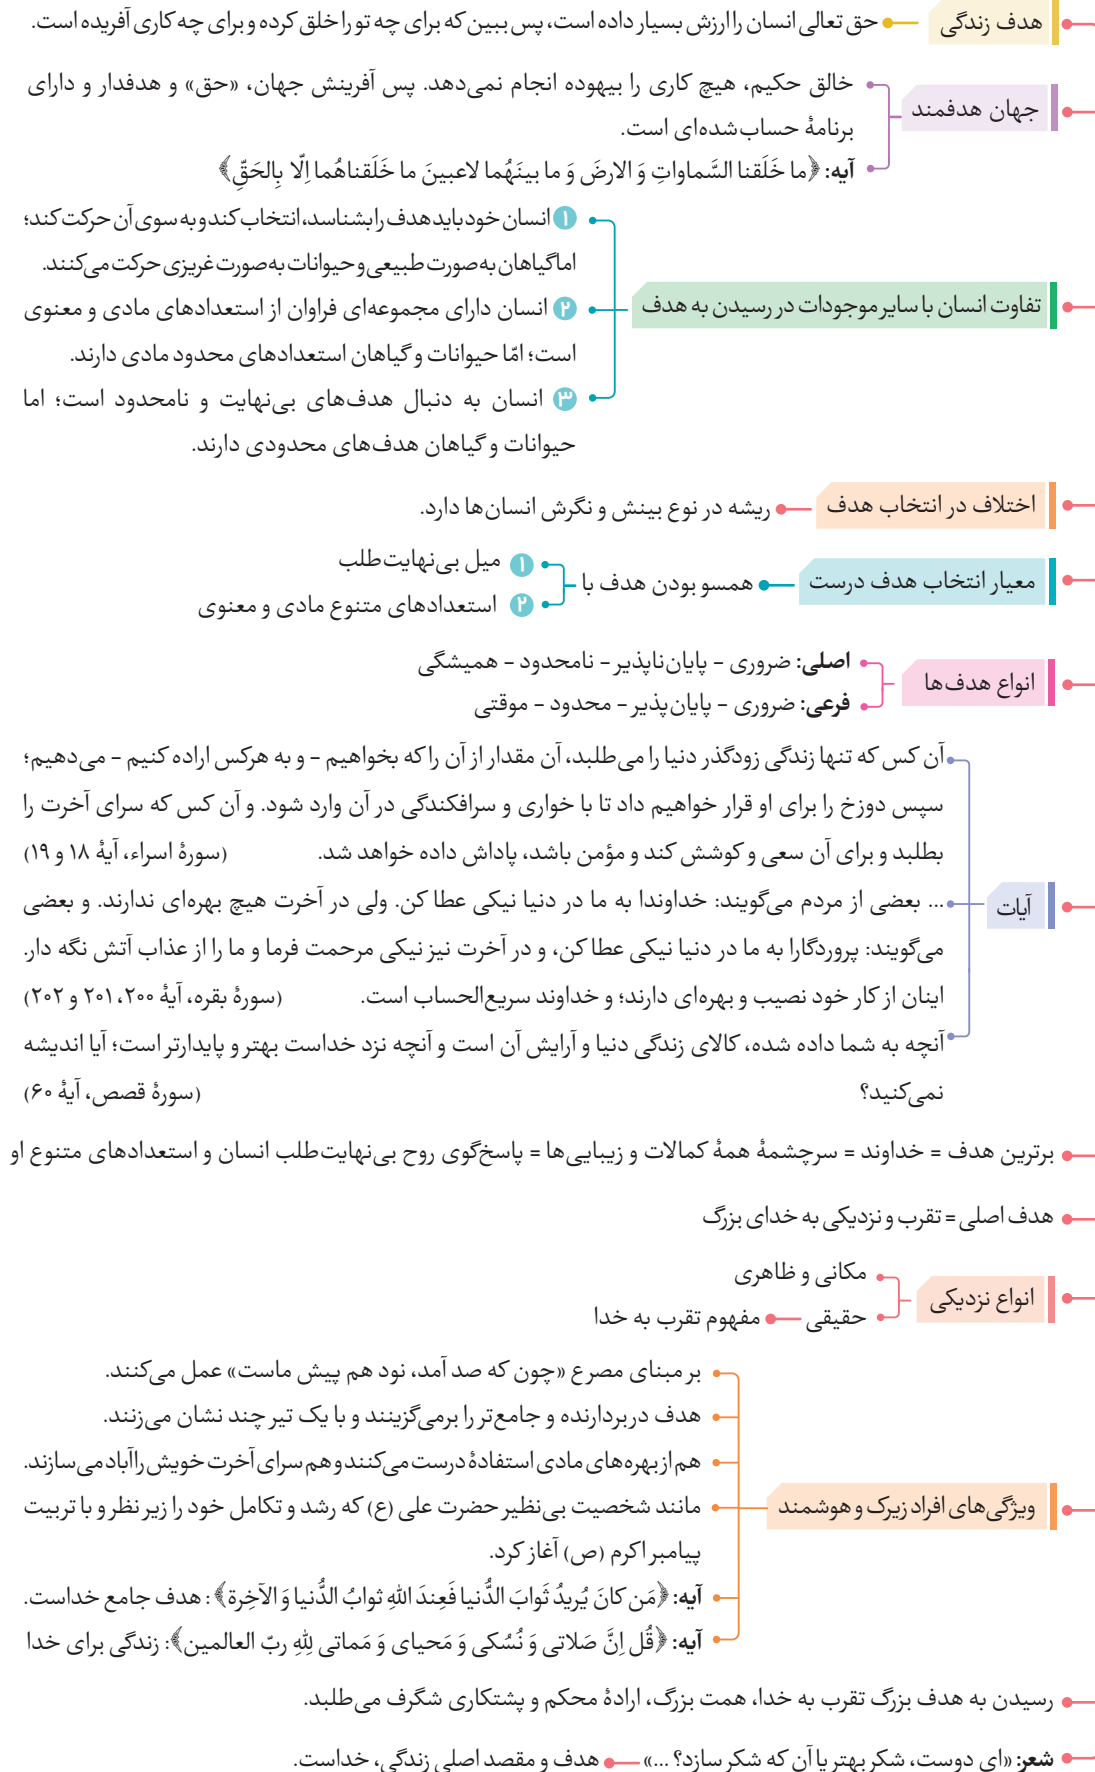 هدف زندگی حق تعالی انسان را ارزش بسیار داده است، پس ببین که برای چه تو را خلق کرده و برای چه کاری آفریده است.
جهان هدفمند
خالق حکیم، هیچ کاری را بیهوده انجام نمی‌دهد. پس آفرینش جهان، «حق» و هدفدار و دارای
برنامهٔ حساب‌شده‌ای است.
آیه: ﴿ما خَلَقنا السَّماواتِ وَ الارضَ وَ ما بینَهُما لاعبینَ ما خَلَقناهُما اِلّا بِالحَقِّ﴾
تفاوت انسان با سایر موجودات در رسیدن به هدف
۱ انسان خود باید هدف را بشناسد، انتخاب کند و به سوی آن حرکت کند؛
اما گیاهان به‌صورت طبیعی و حیوانات به‌صورت غریزی حرکت می‌کنند.
۲ انسان دارای مجموعه‌ای فراوان از استعدادهای مادی و معنوی
است؛ امّا حیوانات و گیاهان استعدادهای محدود مادی دارند.
۳ انسان به دنبال هدف‌های بی‌نهایت و نامحدود است؛ اما
حیوانات و گیاهان هدف‌های محدودی دارند.
اختلاف در انتخاب هدف ریشه در نوع بینش و نگرش انسان‌ها دارد.
معیار انتخاب هدف درست همسو بودن هدف با
۱ میل بی‌نهایت‌طلب
۲ استعدادهای متنوع مادی و معنوی
انواع هدف‌ها
اصلی: ضروری - پایان‌ناپذیر - نامحدود - همیشگی
فرعی: ضروری - پایان‌پذیر - محدود - موقتی
آیات
آن کس که تنها زندگی زودگذر دنیا را می‌طلبد، آن مقدار از آن را که بخواهیم - و به هرکس اراده کنیم - می‌دهیم؛
سپس دوزخ را برای او قرار خواهیم داد تا با خواری و سرافکندگی در آن وارد شود. و آن کس که سرای آخرت را
بطلبد و برای آن سعی و کوشش کند و مؤمن باشد، پاداش داده خواهد شد. (سورهٔ اسراء، آیهٔ ۱۸ و ۱۹)
... بعضی از مردم می‌گویند: خداوندا به ما در دنیا نیکی عطا کن. ولی در آخرت هیچ بهره‌ای ندارند. و بعضی
می‌گویند: پروردگارا به ما در دنیا نیکی عطا کن، و در آخرت نیز نیکی مرحمت فرما و ما را از عذاب آتش نگه دار.
اینان از کار خود نصیب و بهره‌ای دارند؛ و خداوند سریع‌الحساب است. (سورهٔ بقره، آیهٔ ۲۰۰، ۲۰۱ و ۲۰۲)
آنچه به شما داده شده، کالای زندگی دنیا و آرایش آن است و آنچه نزد خداست بهتر و پایدارتر است؛ آیا اندیشه
نمی‌کنید؟ (سورهٔ قصص، آیهٔ ۶۰)
برترین هدف = خداوند = سرچشمهٔ همهٔ کمالات و زیبایی‌ها = پاسخ‌گوی روح بی‌نهایت‌طلب انسان و استعدادهای متنوع او
هدف اصلی = تقرب و نزدیکی به خدای بزرگ
انواع نزدیکی
مکانی و ظاهری
حقیقی مفهوم تقرب به خدا
ویژگی‌های افراد زیرک و هوشمند
بر مبنای مصرع «چون که صد آمد، نود هم پیش ماست» عمل می‌کنند.
هدف دربردارنده و جامع‌تر را برمی‌گزینند و با یک تیر چند نشان می‌زنند.
هم از بهره‌های مادی استفادهٔ درست می‌کنند و هم سرای آخرت خویش را آباد می‌سازند.
مانند شخصیت بی‌نظیر حضرت علی (ع) که رشد و تکامل خود را زیر نظر و با تربیت
پیامبر اکرم (ص) آغاز کرد.
آیه: ﴿مَن کانَ یُریدُ ثَوابَ الدُّنیا فَعِندَ اللهِ ثوابُ الدُّنیا وَ الآخِرة﴾: هدف جامع خداست.
آیه: ﴿قُل اِنَّ صَلاتی وَ نُسُکی وَ مَحیای وَ مَماتی لِلهِ ربّ العالمین﴾: زندگی برای خدا
رسیدن به هدف بزرگ تقرب به خدا، همت بزرگ، ارادهٔ محکم و پشتکاری شگرف می‌طلبد.
شعر: «ای دوست، شکر بهتر یا آن که شکر سازد؟ ...» هدف و مقصد اصلی زندگی، خداست.